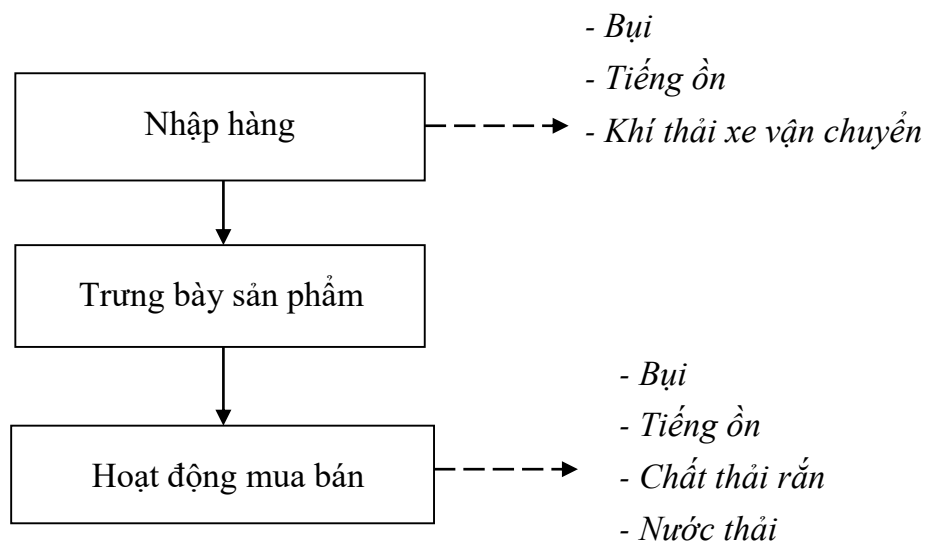 - Bụi
- Tiếng ồn
- Khí thải xe vận chuyển
Nhập hàng
Trưng bày sản phẩm
Hoạt động mua bán
- Bụi
- Tiếng ồn
- Chất thải rắn
- Nước thải